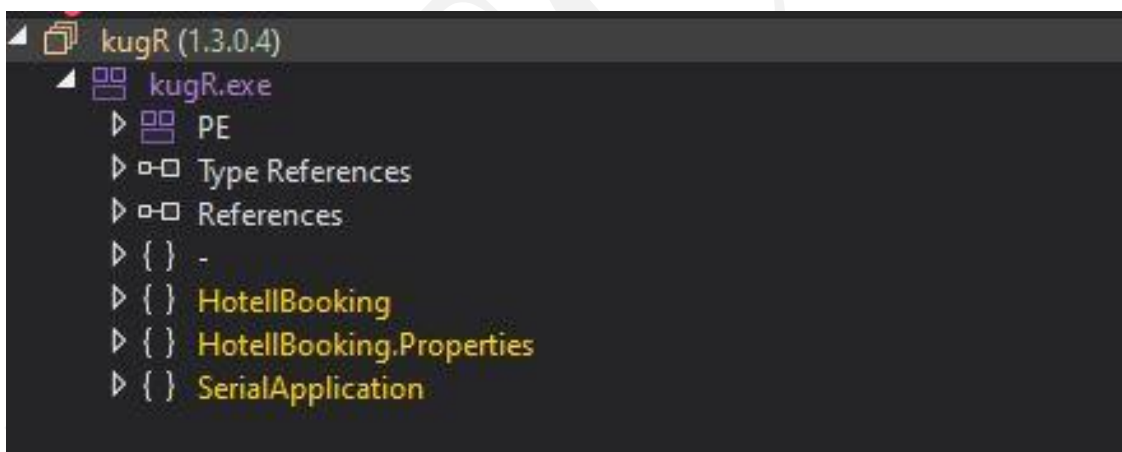 kugR (1.3.0.4)
kugR.exe
PE
Type References
References
{ } -
{ } HotellBooking
{ } HotellBooking.Properties
{ } SerialApplication